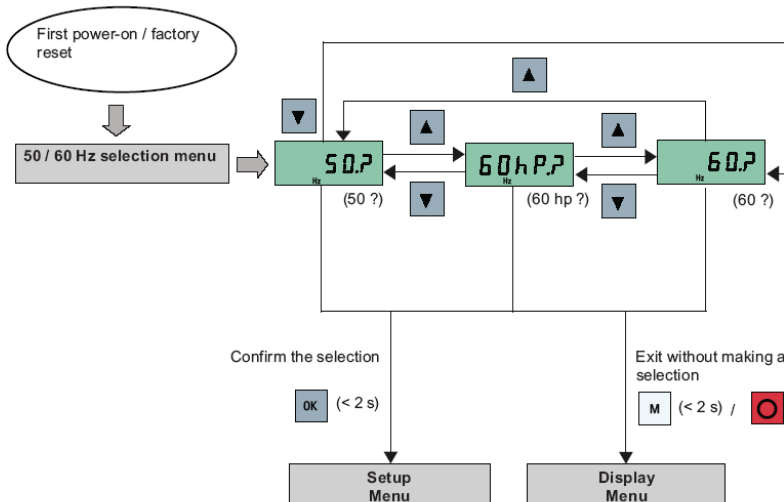 First power-on / factory
reset
50 / 60 Hz selection menu
50.?
Hz
(50 ?)
60hP.?
(60 hp ?)
60.?
Hz
(60 ?)
Confirm the selection
OK (< 2 s)
Exit without making a
selection
M (< 2 s) /
Setup
Menu
Display
Menu